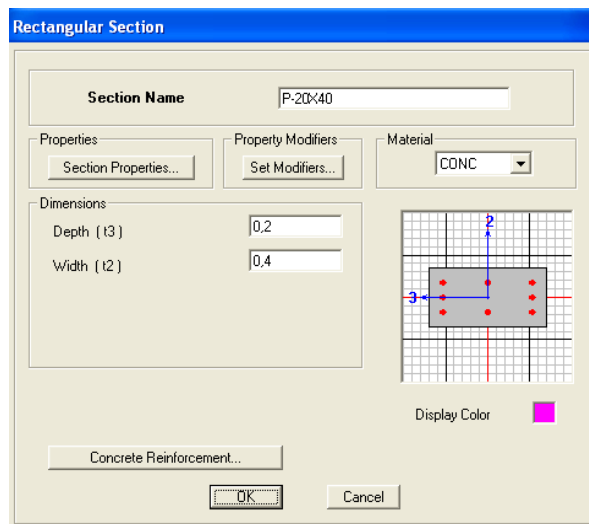 Rectangular Section
Section Name P-20X40
Properties Property Modifiers Material
Section Properties... Set Modifiers... CONC
Dimensions
Depth ( t3 ) 0,2
Width ( t2 ) 0,4
2
3
Display Color
Concrete Reinforcement...
OK Cancel